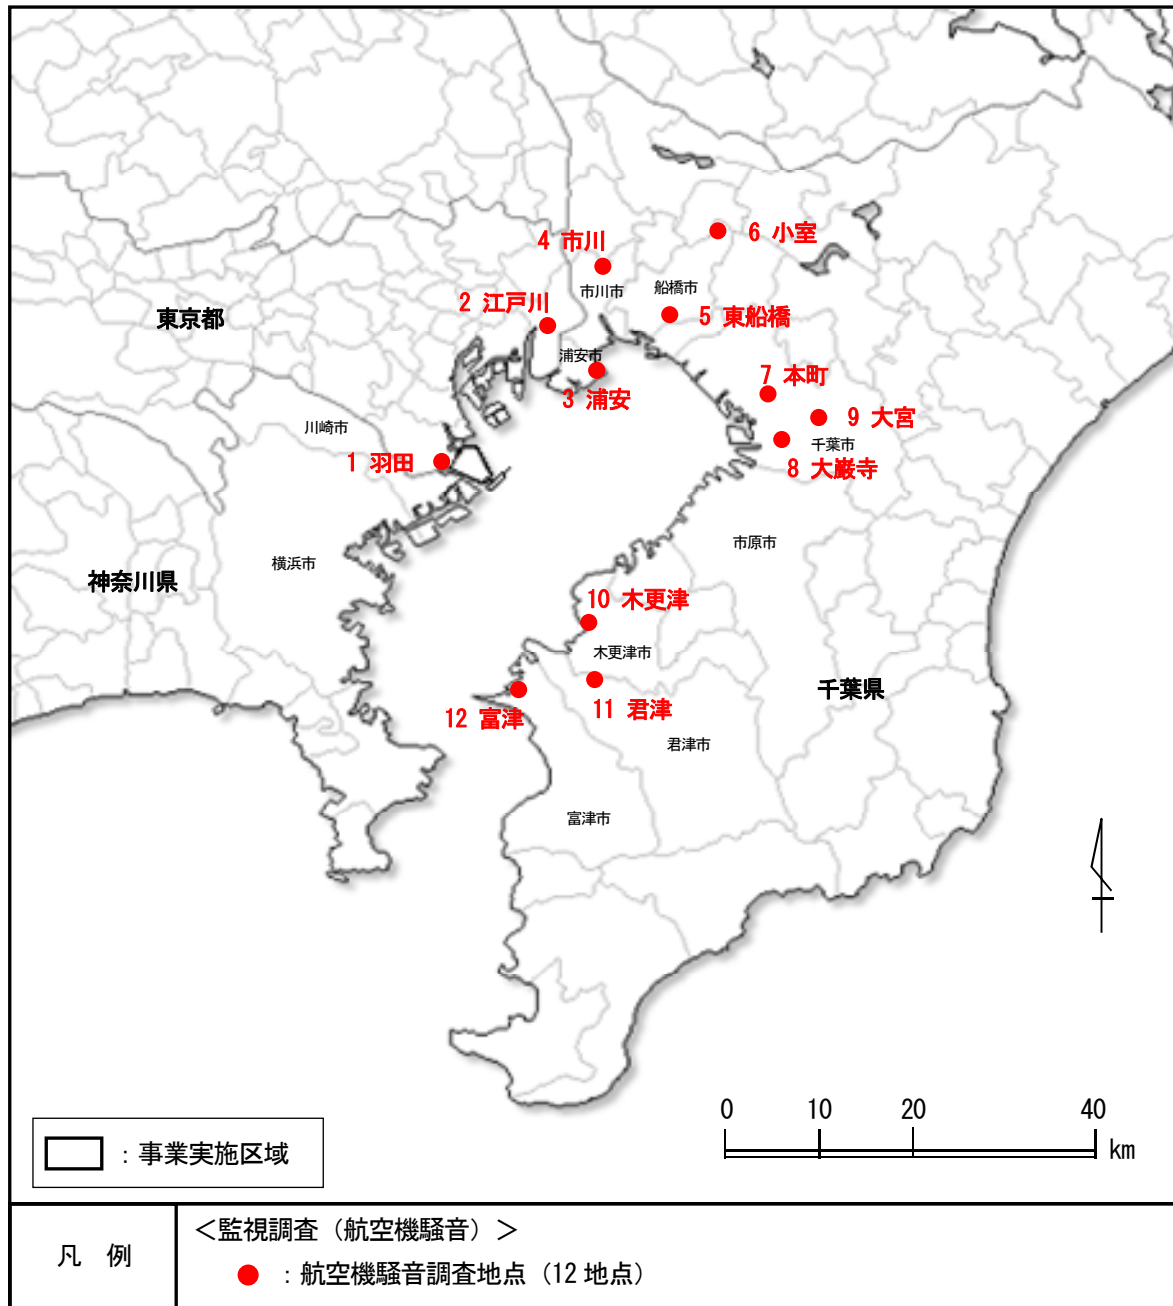 6 小室
4 市川
市川市
船橋市
2 江戸川
5 東船橋
東京都
浦安市
3 浦安
7 本町
9 大宮
川崎市
千葉市
1 羽田
8 大巌寺
市原市
横浜市
神奈川県
10 木更津
木更津市
11 君津
千葉県
12 富津
君津市
富津市
0 10 20 40
km
：事業実施区域
凡 例
＜監視調査（航空機騒音）＞
：航空機騒音調査地点（12 地点）